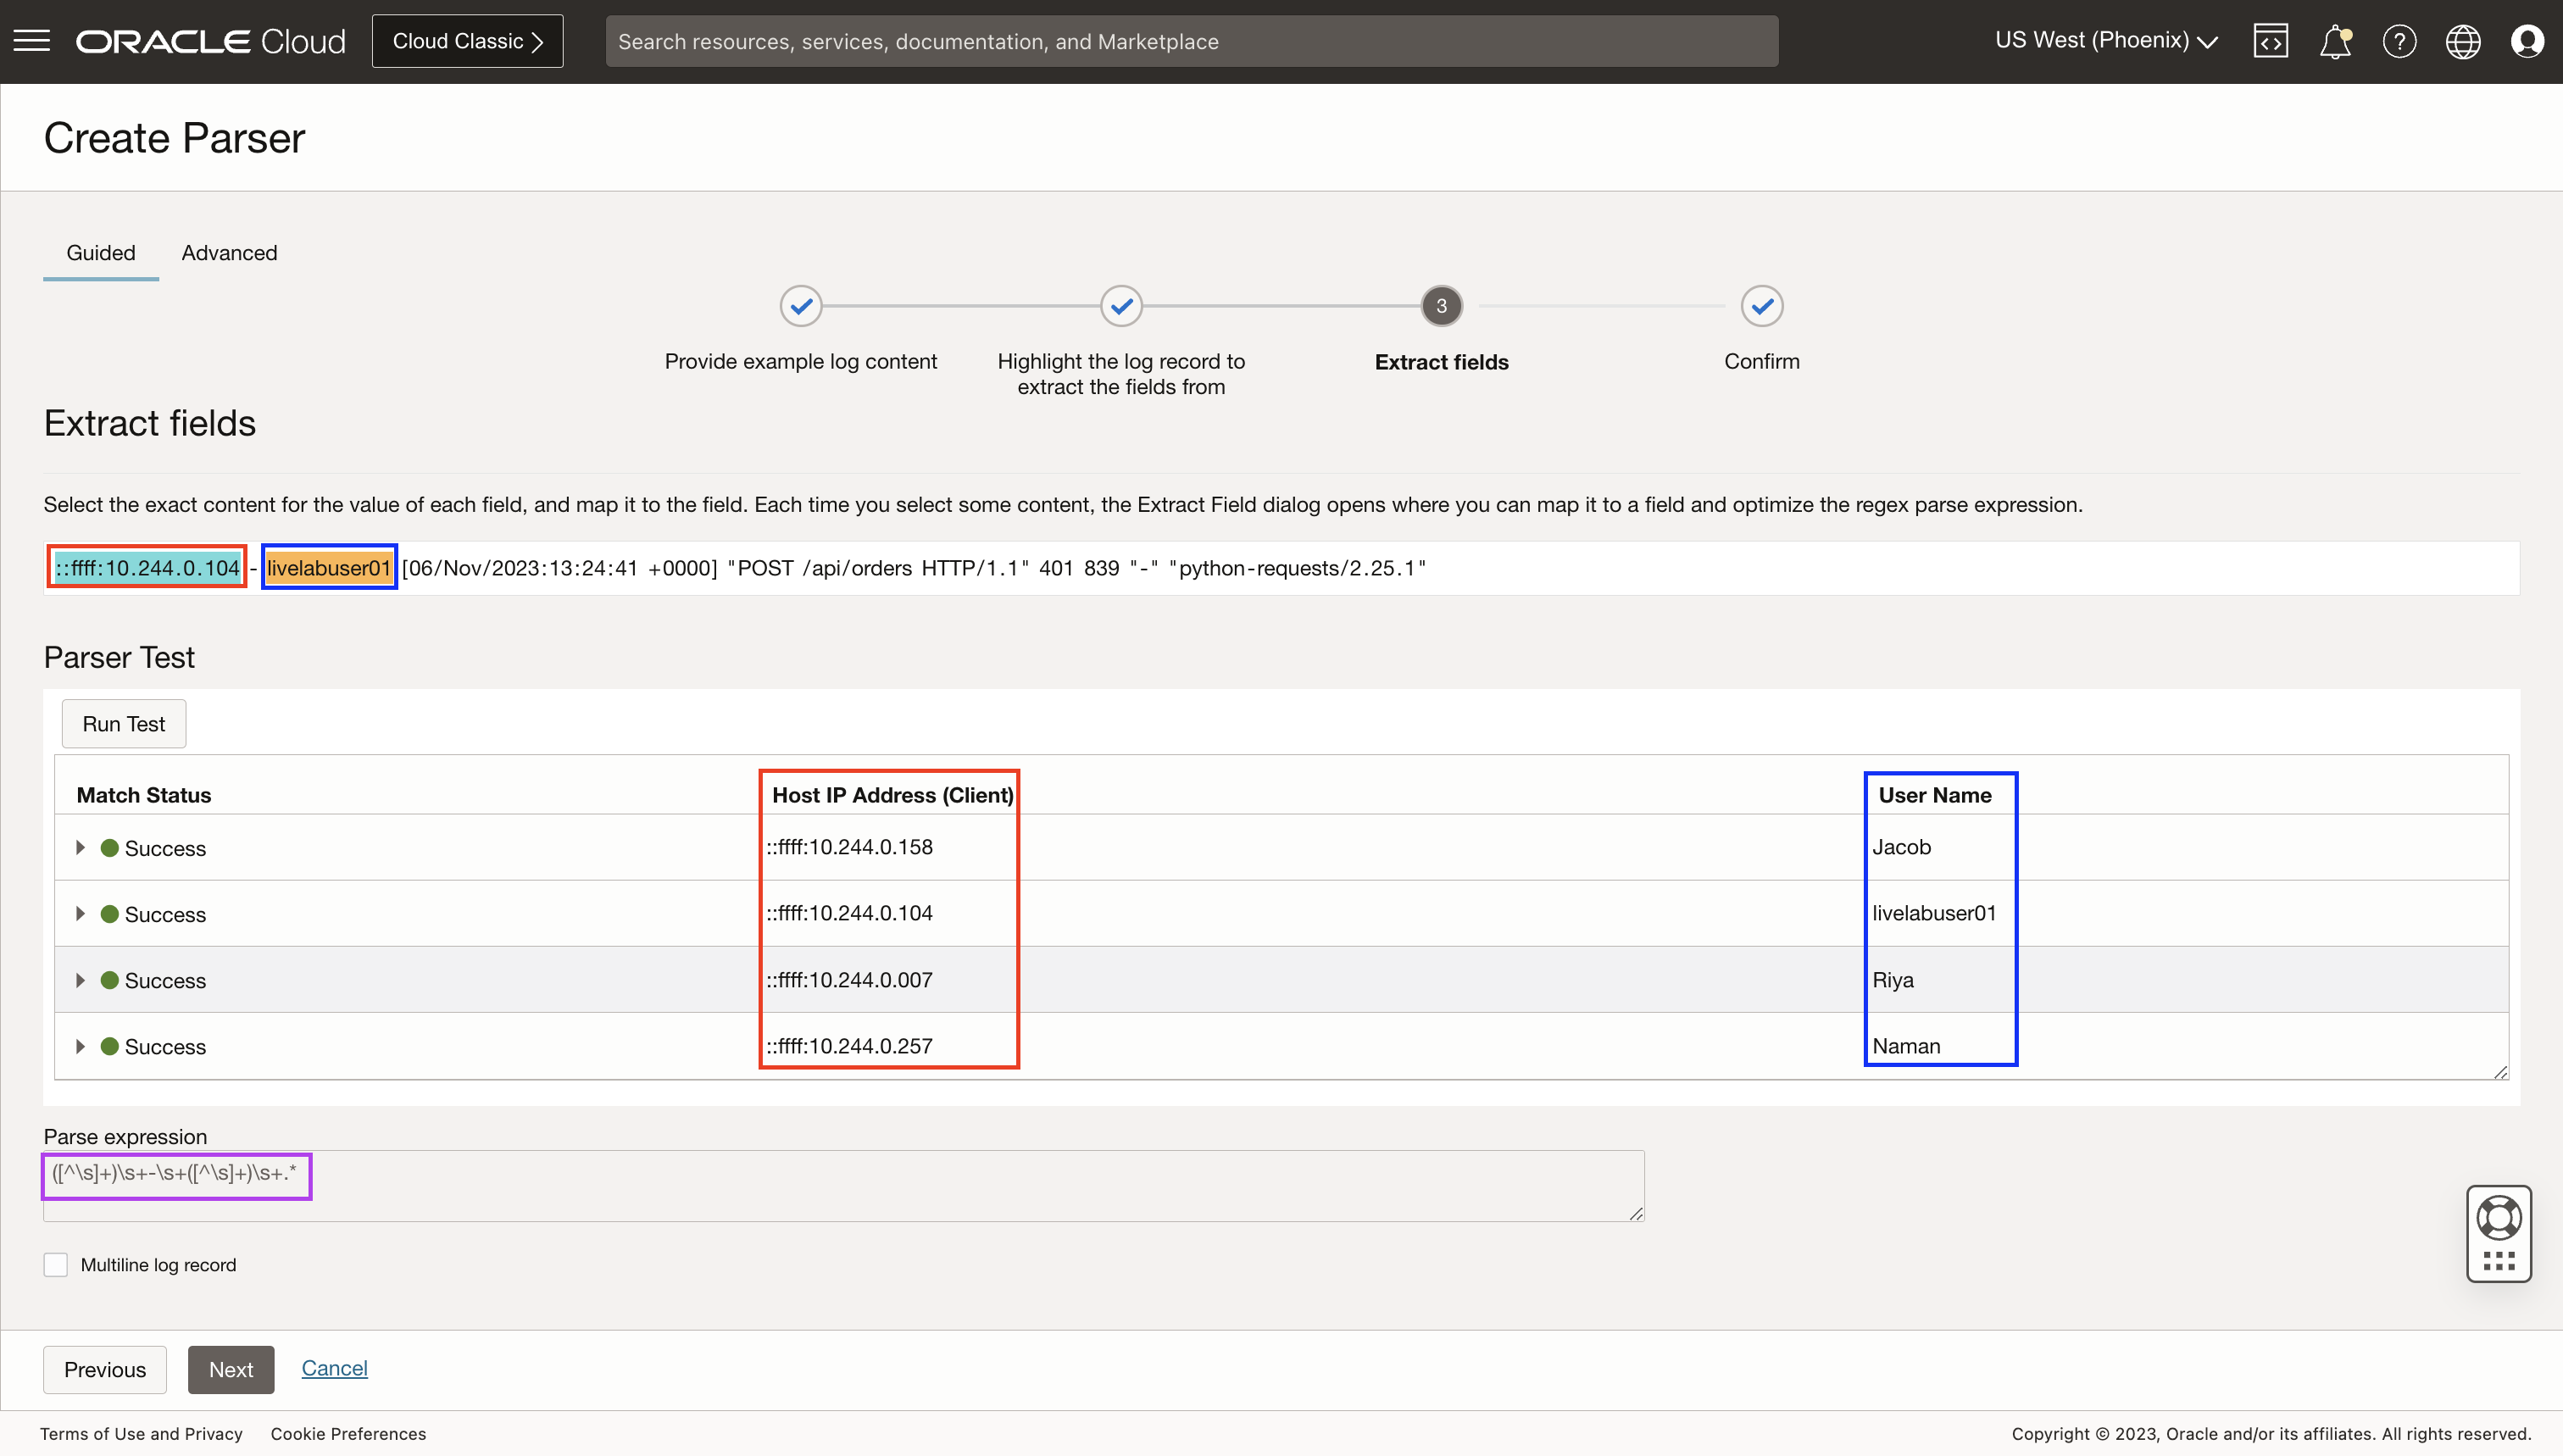 ORACLE Cloud
Cloud Classic
Search resources, services, documentation, and Marketplace
US West (Phoenix)
Create Parser
Guided
Advanced
3
Provide example log content
Highlight the log record to
extract the fields from
Extract fields
Confirm
Extract fields
Select the exact content for the value of each field, and map it to the field. Each time you select some content, the Extract Field dialog opens where you can map it to a field and optimize the regex parse expression.
::ffff:10.244.0.104 - livelabuser01 [06/Nov/2023:13:24:41 +0000] "POST /api/orders HTTP/1.1" 401 839 "-" "python-requests/2.25.1"
Parser Test
Run Test
Match Status Host IP Address (Client) User Name
Success ::ffff:10.244.0.158 Jacob
Success ::ffff:10.244.0.104 livelabuser01
Success ::ffff:10.244.0.007 Riya
Success ::ffff:10.244.0.257 Naman
Parse expression
([^\s]+)\s+-\s+([^\s]+)\s+.*
Multiline log record
Previous
Next
Cancel
Terms of Use and Privacy
Cookie Preferences
Copyright © 2023, Oracle and/or its affiliates. All rights reserved.